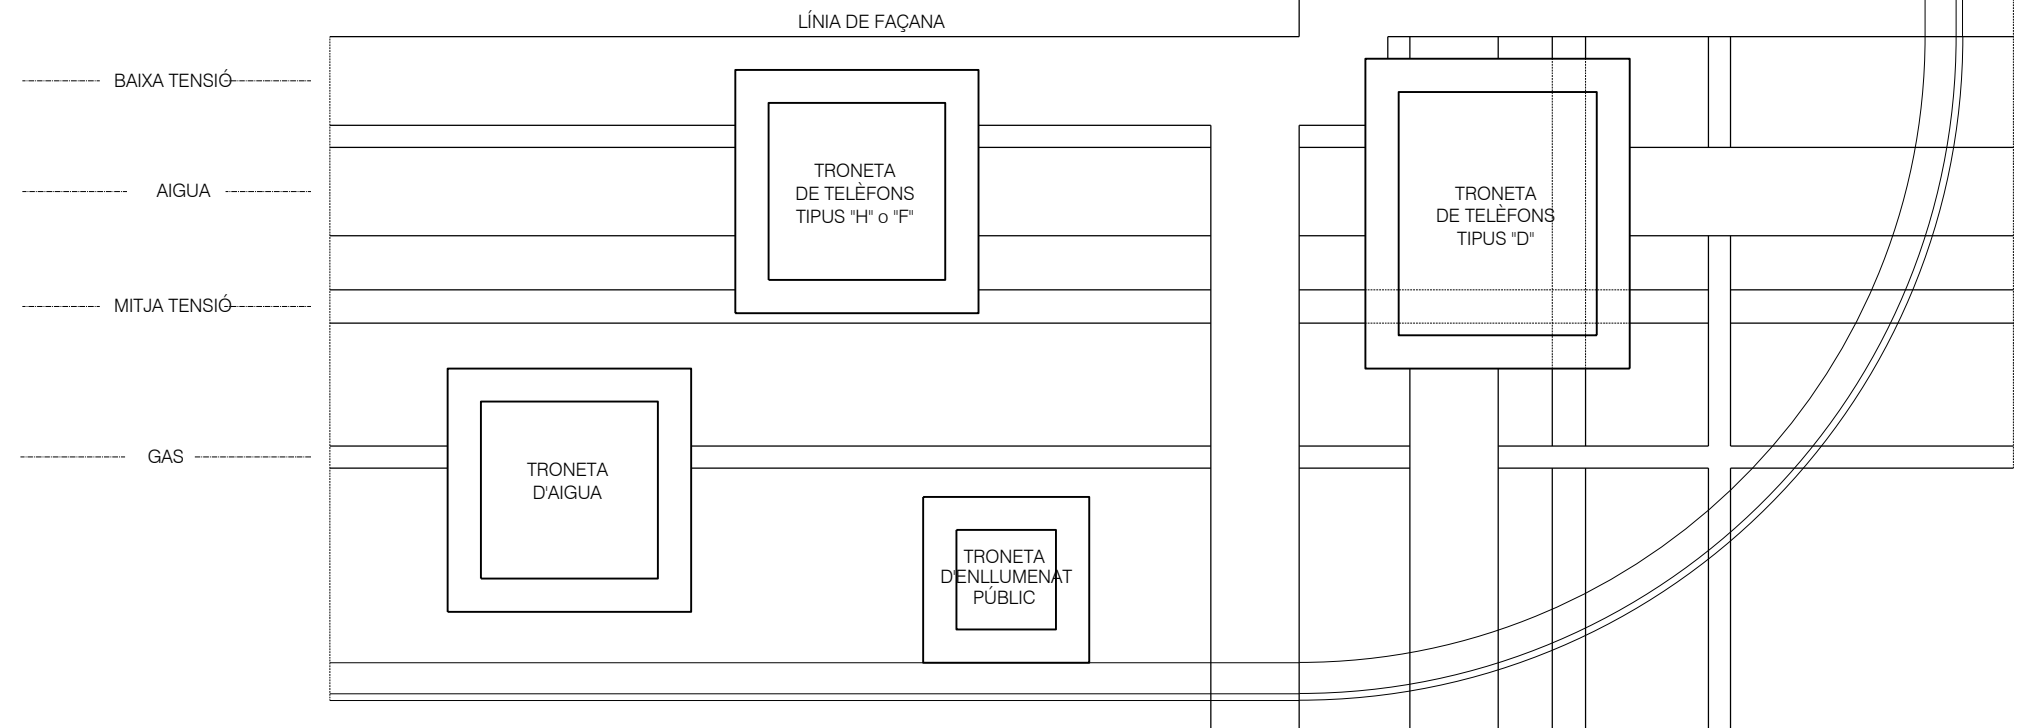 LÍNIA DE FAÇANA
BAIXA TENSIÓ
AIGUA
MITJA TENSIÓ
GAS
TRONETA
DE TELÈFONS
TIPUS "H" o "F"
TRONETA
DE TELÈFONS
TIPUS "D"
TRONETA
D'AIGUA
TRONETA
D'ENLLUMENAT
PÚBLIC